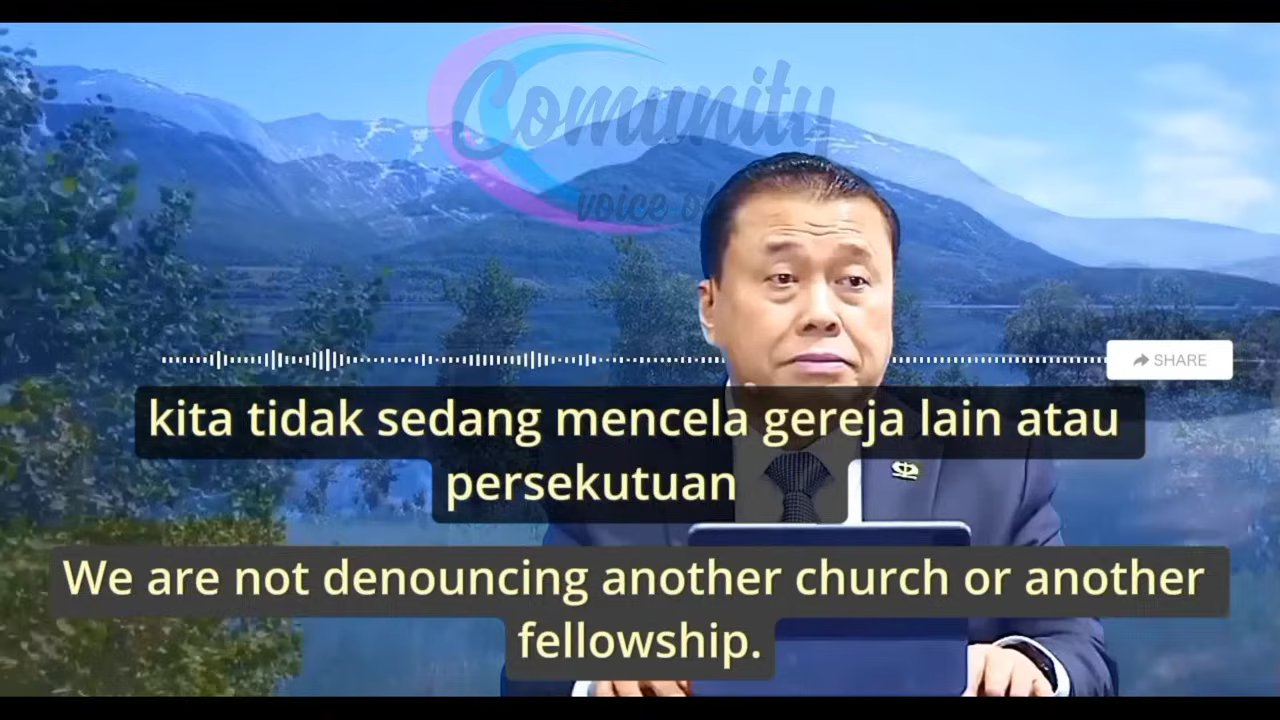 Comunity
voice o
SHARE
kita tidak sedang mencela gereja lain atau
persekutuan
We are not denouncing another church or another
fellowship.